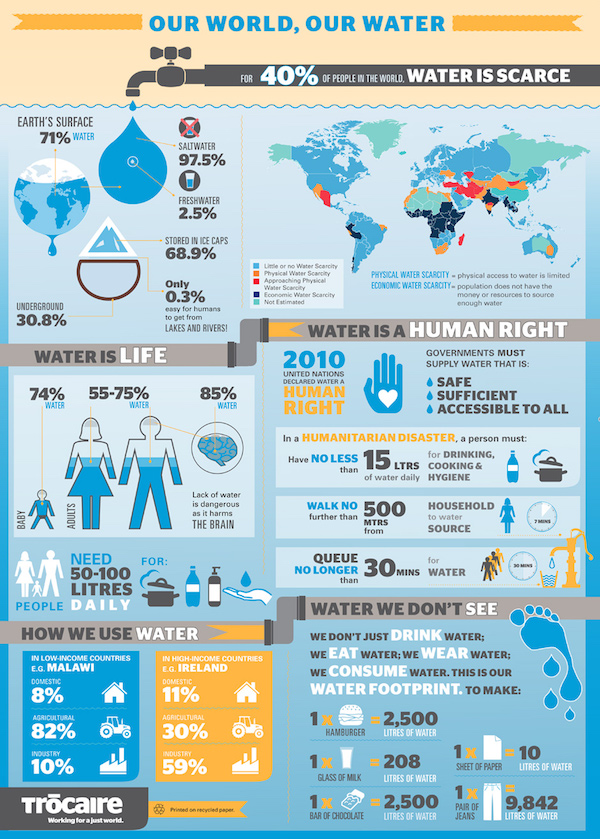 OUR WORLD, OUR WATER
FOR 40% OF PEOPLE IN THE WORLD, WATER IS SCARCE
EARTH'S SURFACE
71% WATER
SALTWATER
97.5%
FRESHWATER
2.5%
STORED IN ICE CAPS
68.9%
Only
0.3%
easy for humans
to get from
LAKES AND RIVERS!
UNDERGROUND
30.8%
Little or no Water Scarcity
Physical Water Scarcity
Approaching Physical
Water Scarcity
Economic Water Scarcity
Not Estimated
PHYSICAL WATER SCARCITY = physical access to water is limited
ECONOMIC WATER SCARCITY = population does not have the
money or resources to source
enough water
WATER IS LIFE
74%
WATER
55-75%
WATER
85%
WATER
BABY
ADULTS
Lack of water
is dangerous
as it harms
THE BRAIN
PEOPLE
NEED
50-100
LITRES
DAILY
FOR:
WATER IS A HUMAN RIGHT
2010
UNITED NATIONS
DECLARED WATER A
HUMAN
RIGHT
GOVERNMENTS MUST
SUPPLY WATER THAT IS:
SAFE
SUFFICIENT
ACCESSIBLE TO ALL
In a HUMANITARIAN DISASTER, a person must:
Have NO LESS
than
15 LTRS
of water daily
for DRINKING,
COOKING &
HYGIENE
WALK NO
further than
500
MTRS
from
HOUSEHOLD
to water
SOURCE
7 MINS
QUEUE
NO LONGER
than
30 MINS
for
WATER
30 MINS
HOW WE USE WATER
IN LOW-INCOME COUNTRIES
E.G. MALAWI
DOMESTIC
8%
AGRICULTURAL
82%
INDUSTRY
10%
IN HIGH-INCOME COUNTRIES
E.G. IRELAND
DOMESTIC
11%
AGRICULTURAL
30%
INDUSTRY
59%
WATER WE DON'T SEE
WE DON'T JUST DRINK WATER;
WE EAT WATER; WE WEAR WATER;
WE CONSUME WATER. THIS IS OUR
WATER FOOTPRINT. TO MAKE:
1 X = 2,500
HAMBURGER LITRES OF WATER
1 X = 208
GLASS OF MILK LITRES OF WATER
1 X = 2,500
BAR OF CHOCOLATE LITRES OF WATER
1 X = 10
SHEET OF PAPER LITRES OF WATER
1 X = 9,842
PAIR OF
JEANS LITRES OF WATER
Trócaire
Working for a just world.
Printed on recycled paper.